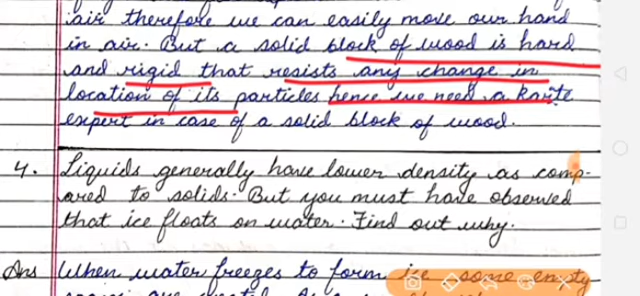 air therefore we can easily move our hand
in air. But a solid block of wood is hard
and rigid that resists any change in
location of its particles hence we need a karate
expert in case of a solid block of wood.
4. Liquids generally have lower density as comp-
ared to solids. But you must have observed
that ice floats on water. Find out why.
Ans When water freezes to form ice some empty
spaces are created